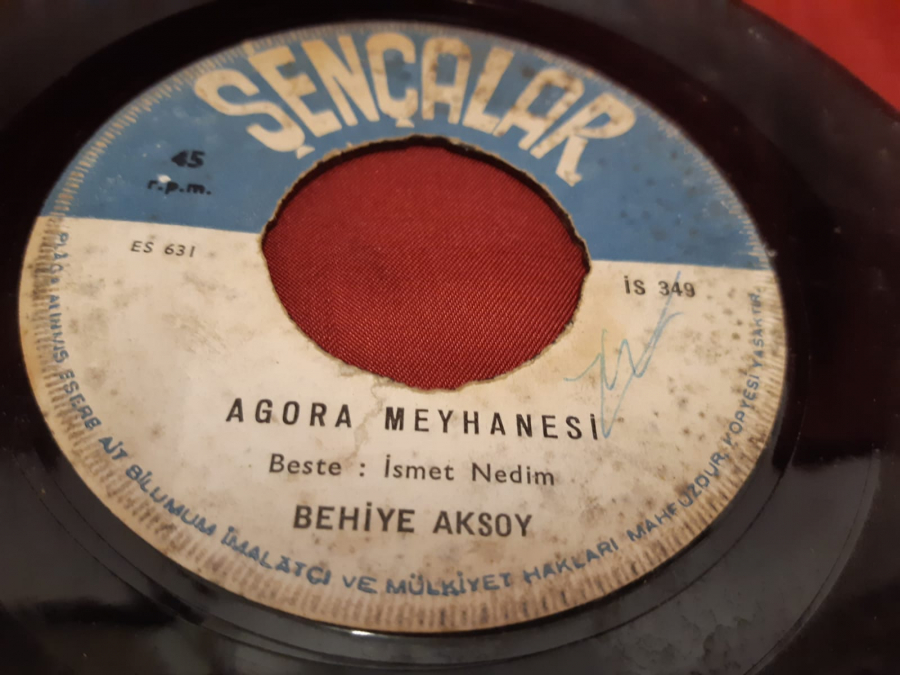 ŞENÇALAR
45
r.p.m.
ES 631
İS 349
AGORA MEYHANESİ
Beste : İsmet Nedim
BEHİYE AKSOY
ESERE AİT BİLUMUM İMALATÇI VE MÜLKİYET HAKLARI MAHFUZDUR, KOPYESİ YASAKTIR.